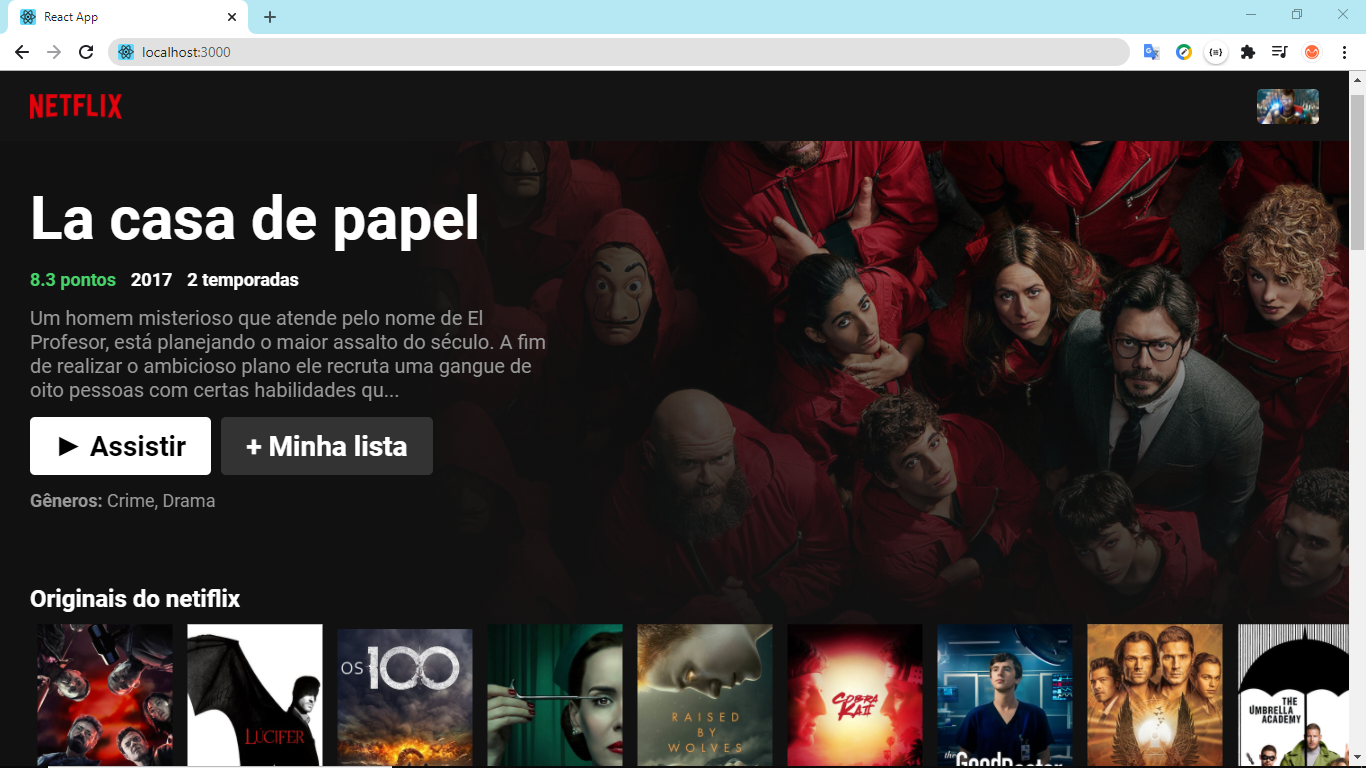 React App
localhost:3000
NETFLIX
La casa de papel
8.3 pontos 2017 2 temporadas
Um homem misterioso que atende pelo nome de El
Profesor, está planejando o maior assalto do século. A fim
de realizar o ambicioso plano ele recruta uma gangue de
oito pessoas com certas habilidades qu...
► Assistir
+ Minha lista
Gêneros: Crime, Drama
Originais do netiflix
LUCIFER
OS 100
RAISED
BY
WOLVES
COBRA
KAI
the
GoodDoctor
THE
UMBRELLA
ACADEMY